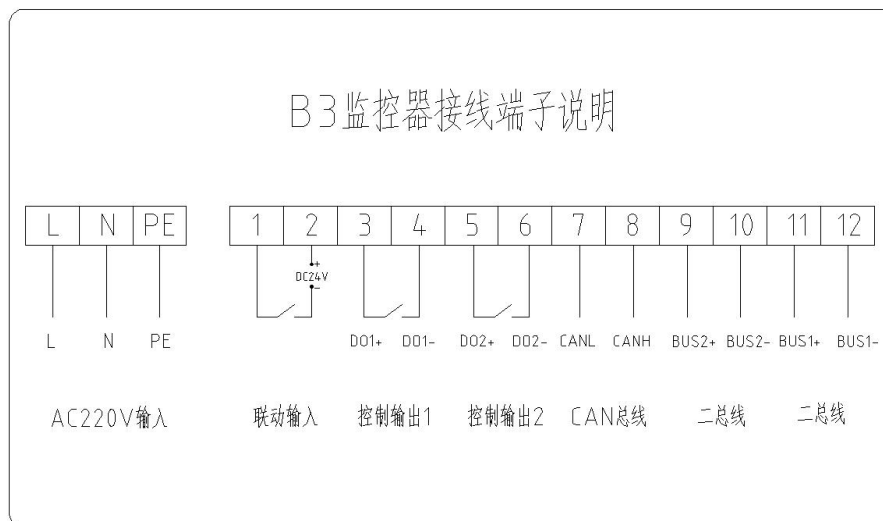 B3监控器接线端子说明
L N PE 1 2 3 4 5 6 7 8 9 10 11 12
+
DC24V
-
L N PE DO1+ DO1- DO2+ DO2- CANL CANH BUS2+ BUS2- BUS1+ BUS1-
AC220V输入 联动输入 控制输出1 控制输出2 CAN总线 二总线 二总线